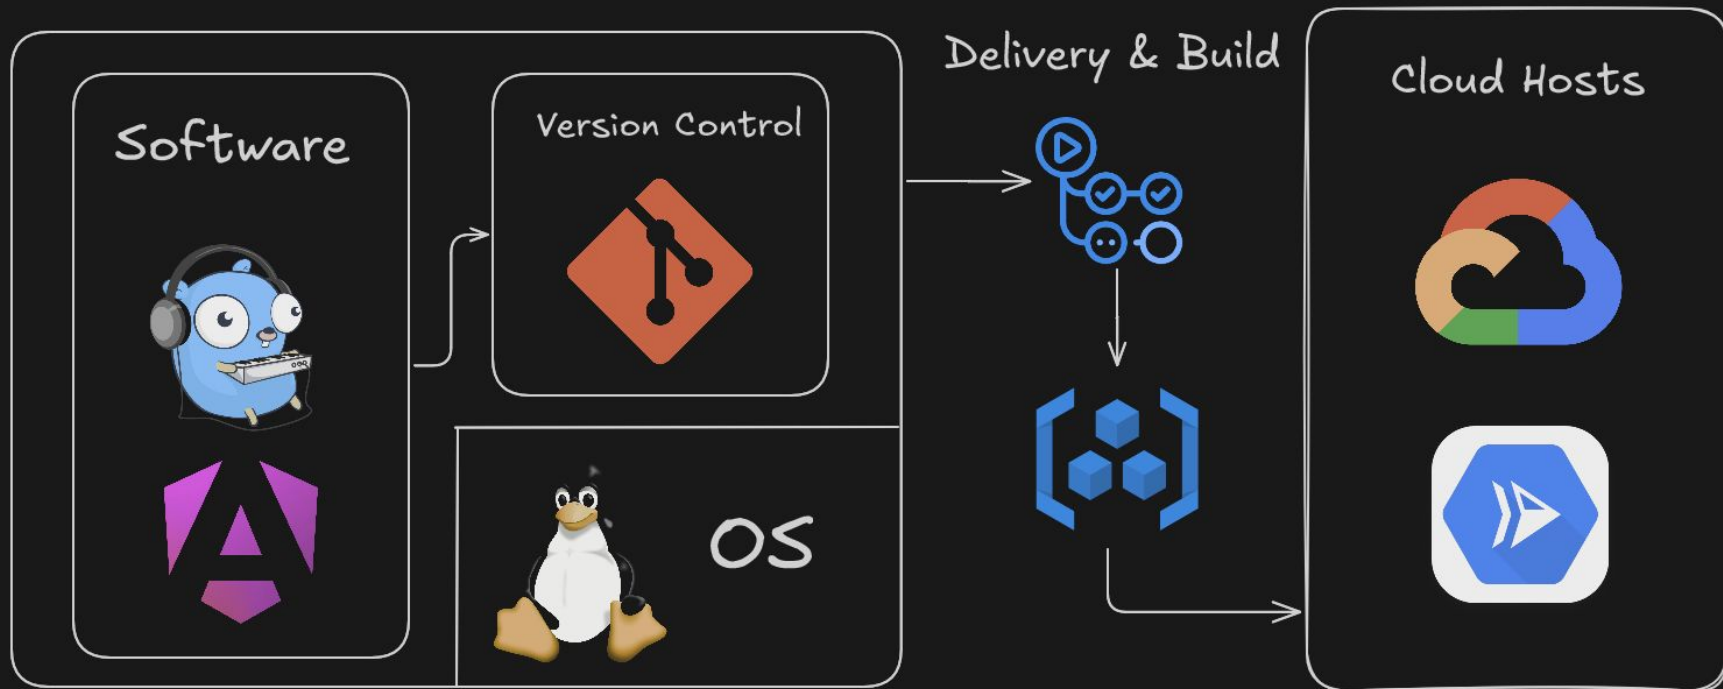 Software
Version Control
OS
Delivery & Build
Cloud Hosts